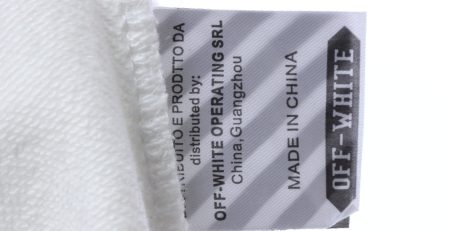 E PRODTTO DA
distributed by:
OFF-WHITE OPERATING SRL
China,Guangzhou
MADE IN CHINA
OFF-WHITE